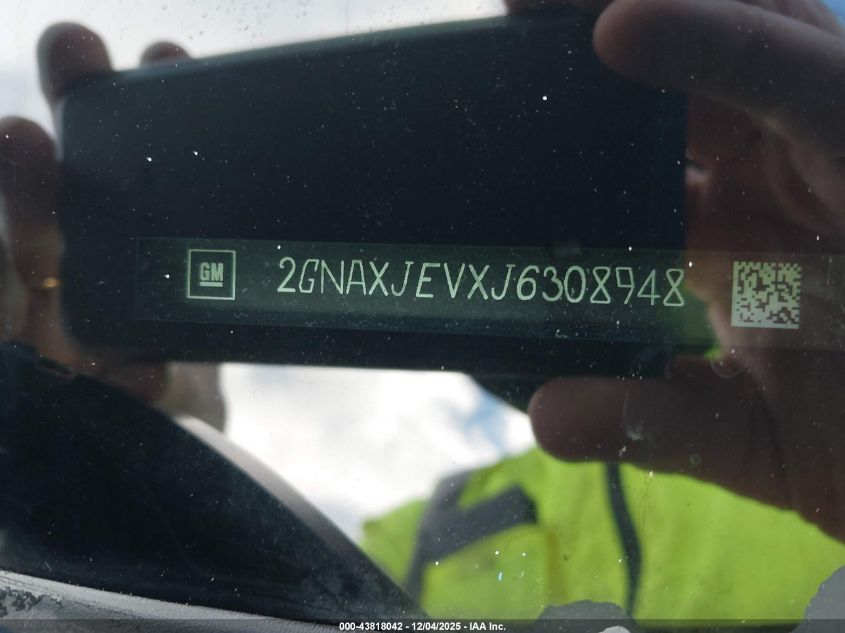 GM 2GNAXJEVXJ6308948
000-43818042 - 12/04/2025 - IAA Inc.